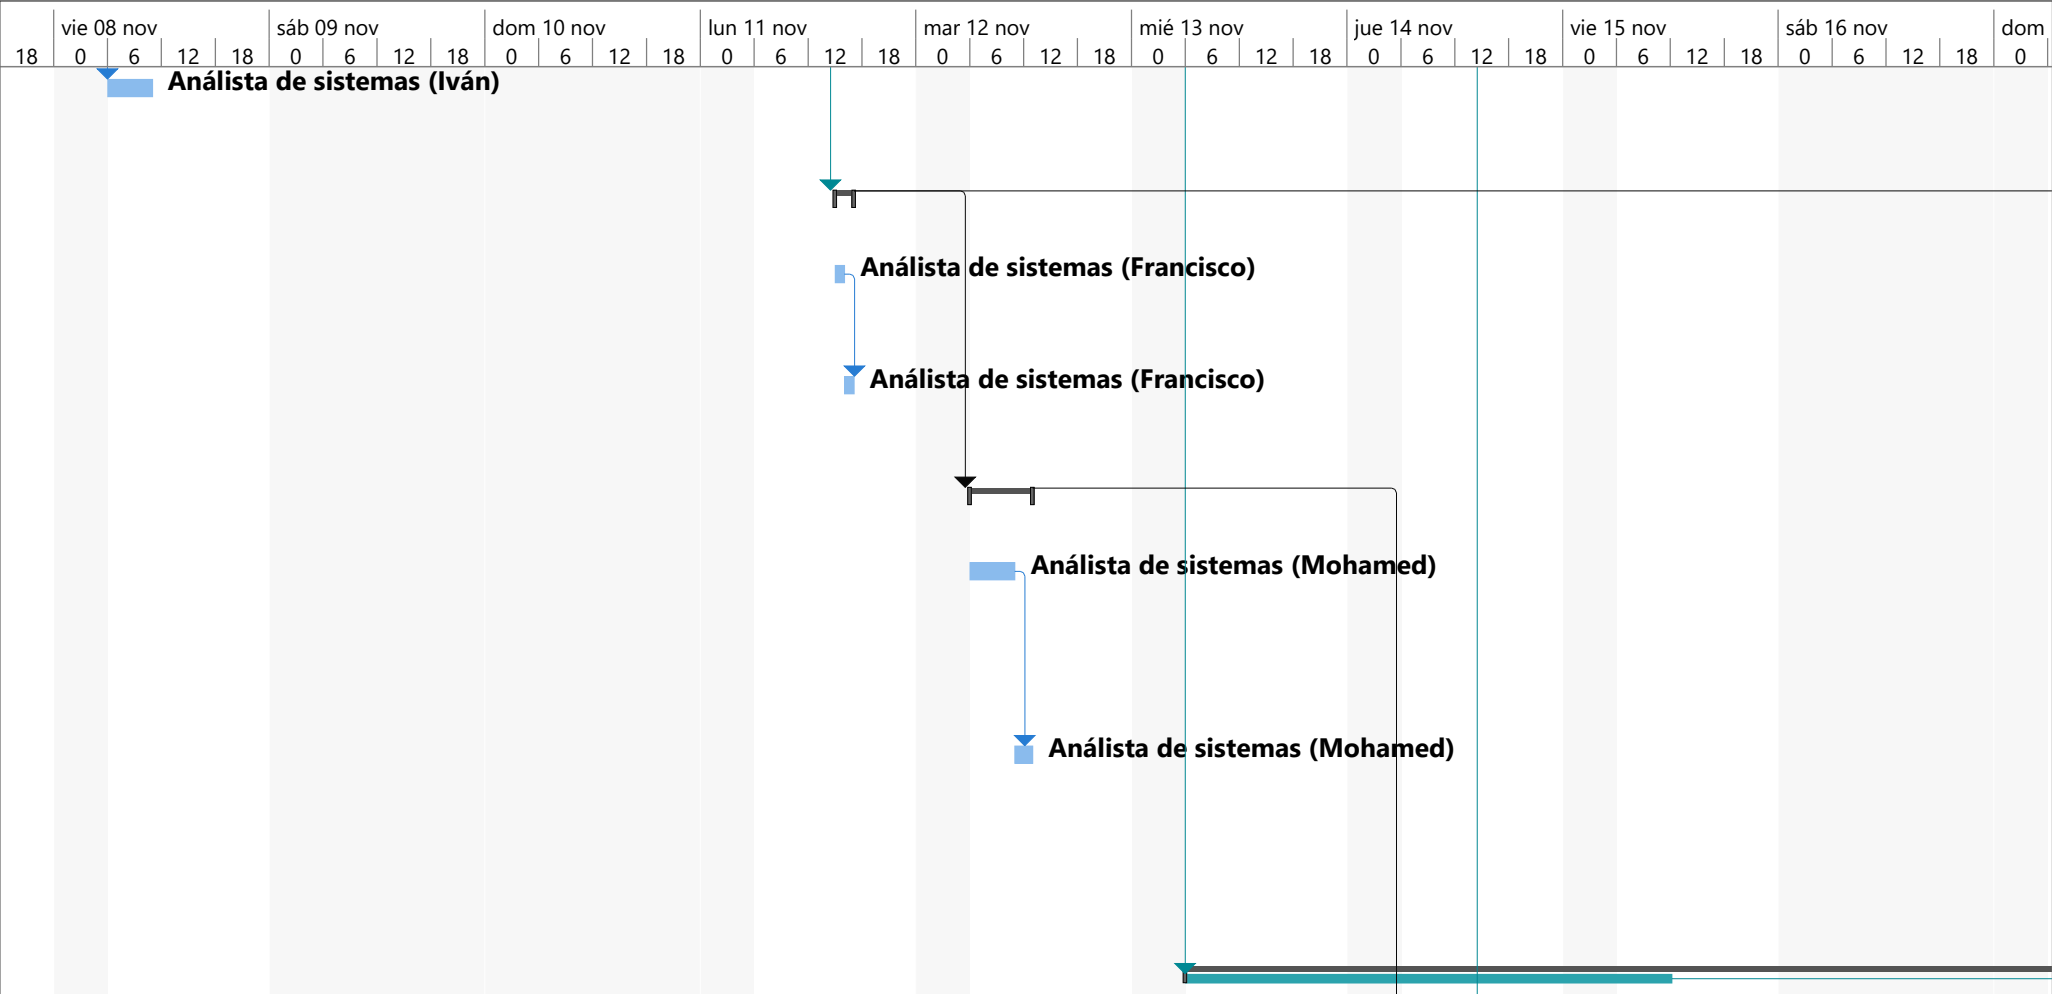 vie 08 nov sáb 09 nov dom 10 nov lun 11 nov mar 12 nov mié 13 nov jue 14 nov vie 15 nov sáb 16 nov dom
18 0 6 12 18 0 6 12 18 0 6 12 18 0 6 12 18 0 6 12 18 0 6 12 18 0 6 12 18 0 6 12 18 0 6 12 18 0
Análista de sistemas (Iván)
Análista de sistemas (Francisco)
Análista de sistemas (Francisco)
Análista de sistemas (Mohamed)
Análista de sistemas (Mohamed)